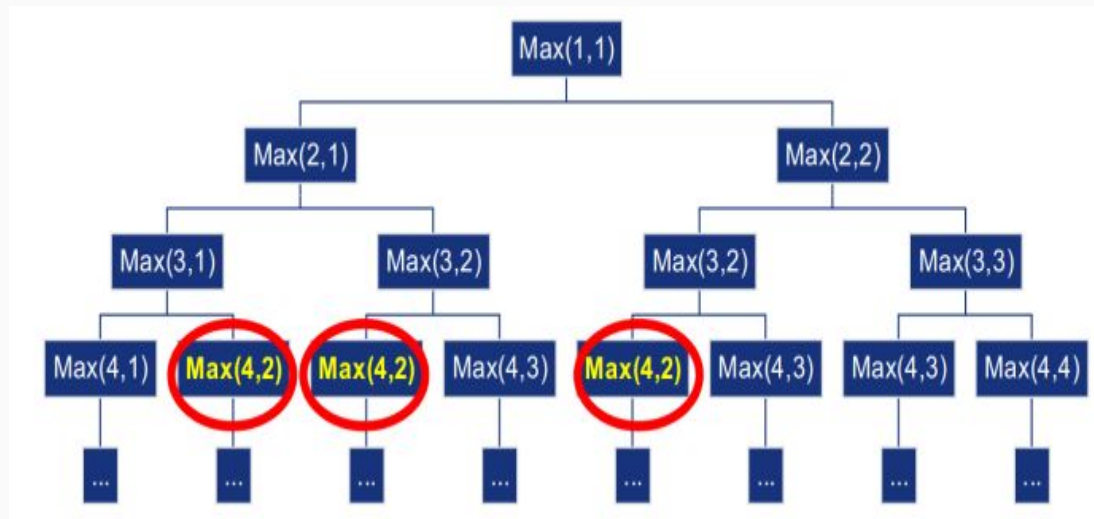 Max(1,1)
Max(2,1) Max(2,2)
Max(3,1) Max(3,2) Max(3,2) Max(3,3)
Max(4,1) Max(4,2) Max(4,2) Max(4,3) Max(4,2) Max(4,3) Max(4,3) Max(4,4)
... ... ... ... ... ... ... ...